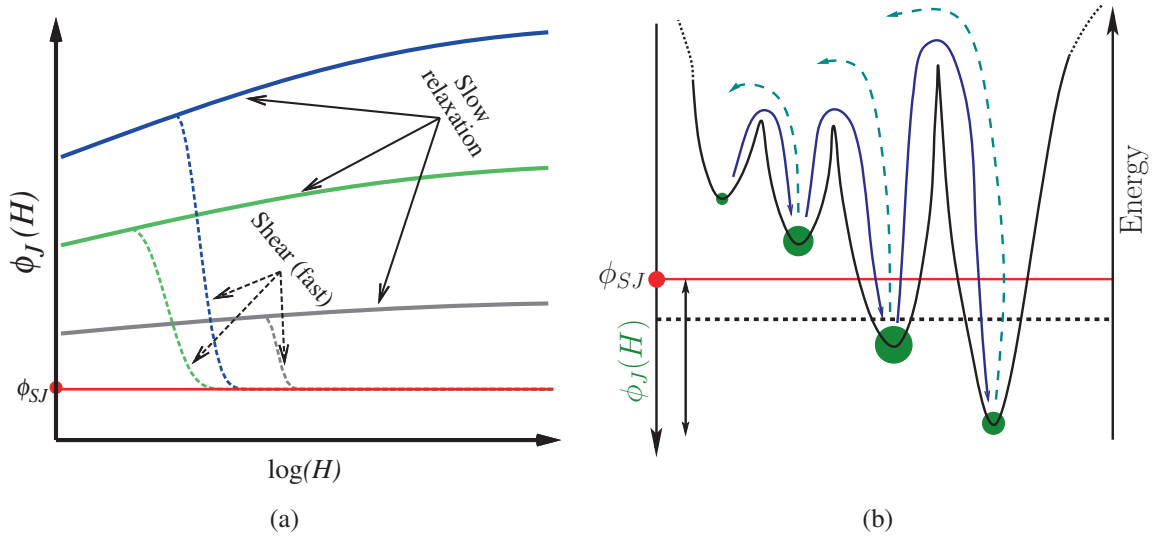 ϕ_J(H)
Slow
relaxation
Shear (fast)
ϕ_SJ
log(H)
(a)
ϕ_SJ
ϕ_J(H)
Energy
(b)